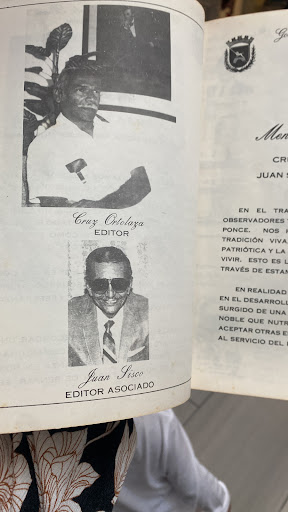 Cruz Ortolaza
EDITOR
Juan Sisco
EDITOR ASOCIADO
Go
Men
CR
JUAN S
EN EL TRA
OBSERVADORES
PONCE. NOS
TRADICIÓN VIVA
PATRIÓTICA Y LA
VIVIR. ESTO ES L
TRAVÉS DE ESTAN
EN REALIDAD
EN EL DESARROLL
SURGIDO DE UNA
NOBLE QUE NUTR
ACEPTAR OTRAS E
AL SERVICIO DEL